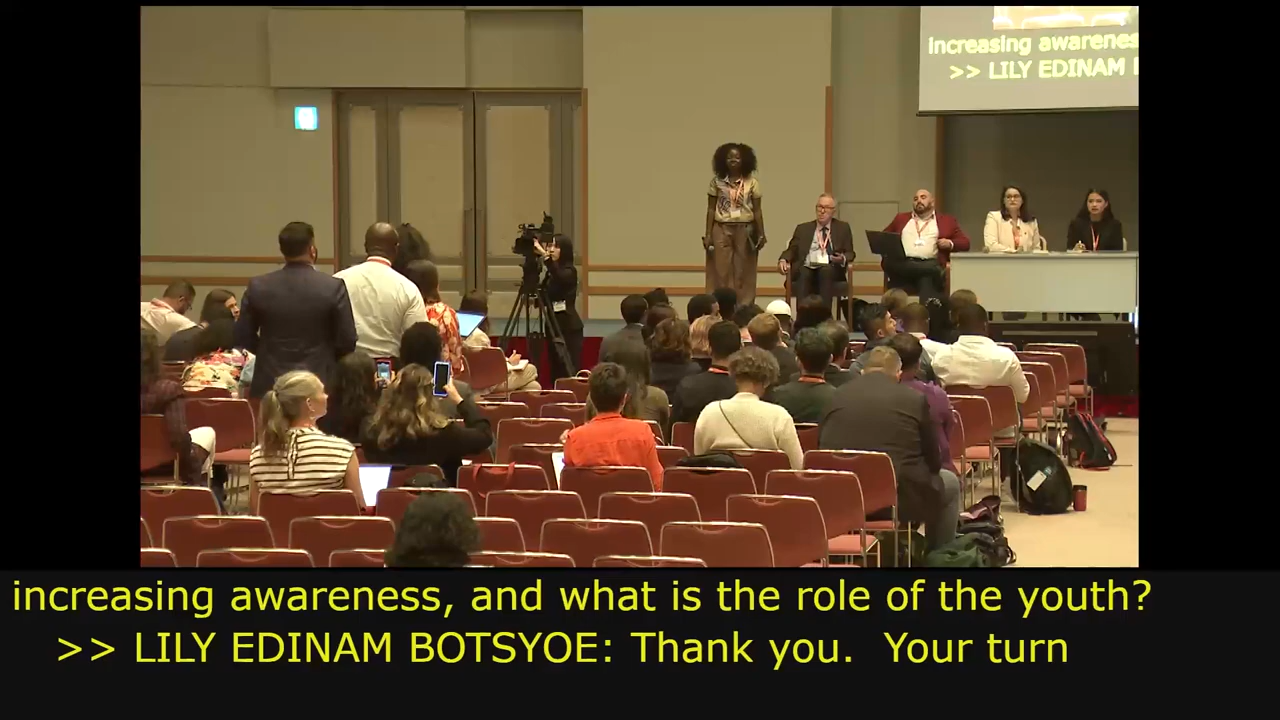 increasing awarenes
>> LILY EDINAM
increasing awareness, and what is the role of the youth?
>> LILY EDINAM BOTSYOE: Thank you.  Your turn